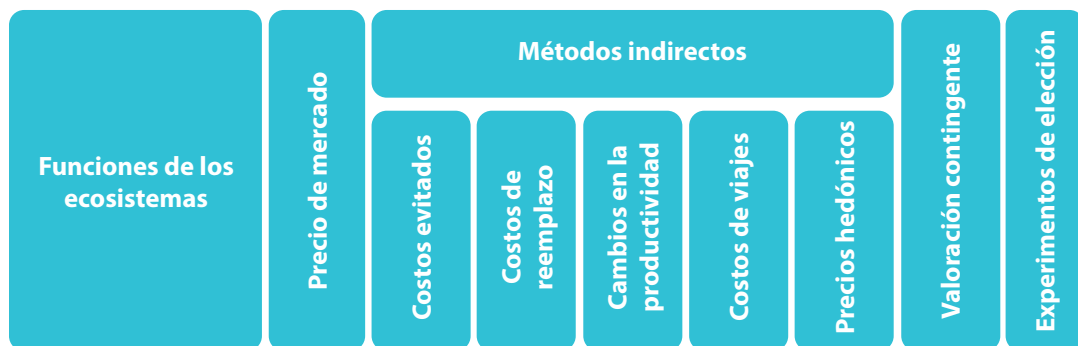 Funciones de los
ecosistemas
Precio de mercado
Métodos indirectos
Costos evitados
Costos de
reemplazo
Cambios en la
productividad
Costos de viajes
Precios hedónicos
Valoración contingente
Experimentos de elección